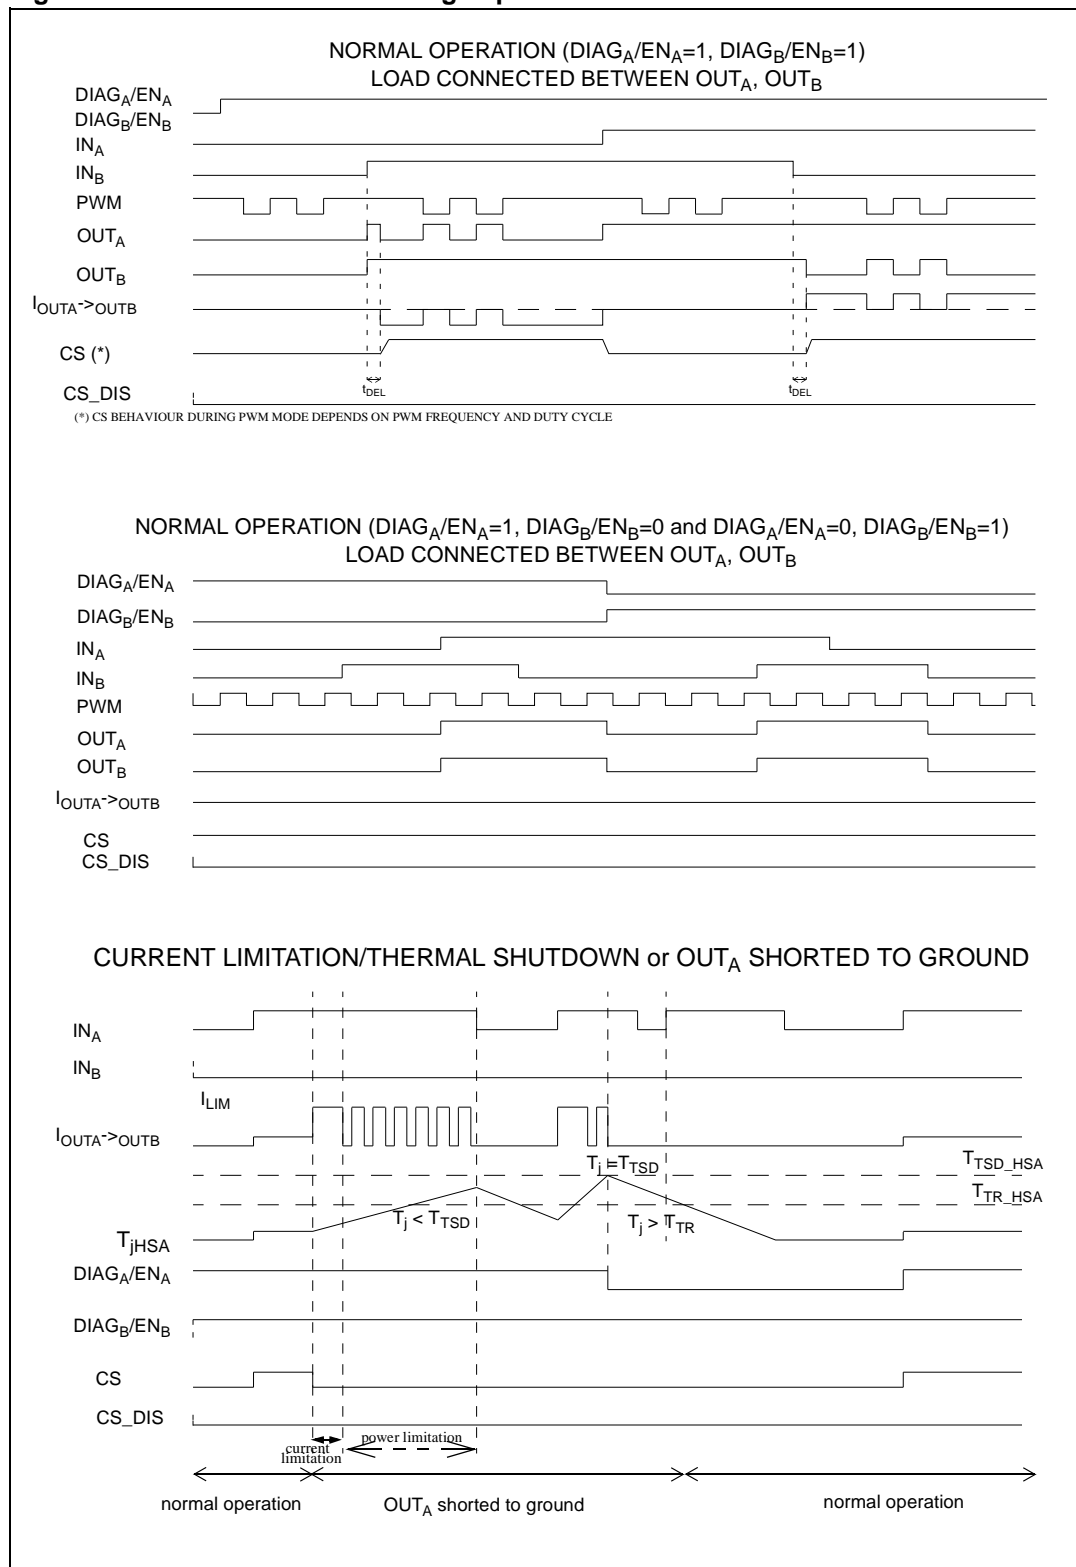 NORMAL OPERATION (DIAGA/ENA=1, DIAGB/ENB=1)
LOAD CONNECTED BETWEEN OUTA, OUTB
DIAGA/ENA
DIAGB/ENB
INA
INB
PWM
OUTA
OUTB
IOUTA->OUTB
CS (*)
tDEL
tDEL
CS_DIS
(*) CS BEHAVIOUR DURING PWM MODE DEPENDS ON PWM FREQUENCY AND DUTY CYCLE
NORMAL OPERATION (DIAGA/ENA=1, DIAGB/ENB=0 and DIAGA/ENA=0, DIAGB/ENB=1)
LOAD CONNECTED BETWEEN OUTA, OUTB
DIAGA/ENA
DIAGB/ENB
INA
INB
PWM
OUTA
OUTB
IOUTA->OUTB
CS
CS_DIS
CURRENT LIMITATION/THERMAL SHUTDOWN or OUTA SHORTED TO GROUND
INA
INB
ILIM
IOUTA->OUTB
Tj =TTSD
TTSD_HSA
TTR_HSA
Tj < TTSD
Tj > TTR
TjHSA
DIAGA/ENA
DIAGB/ENB
CS
CS_DIS
current
limitation
power limitation
normal operation
OUTA shorted to ground
normal operation